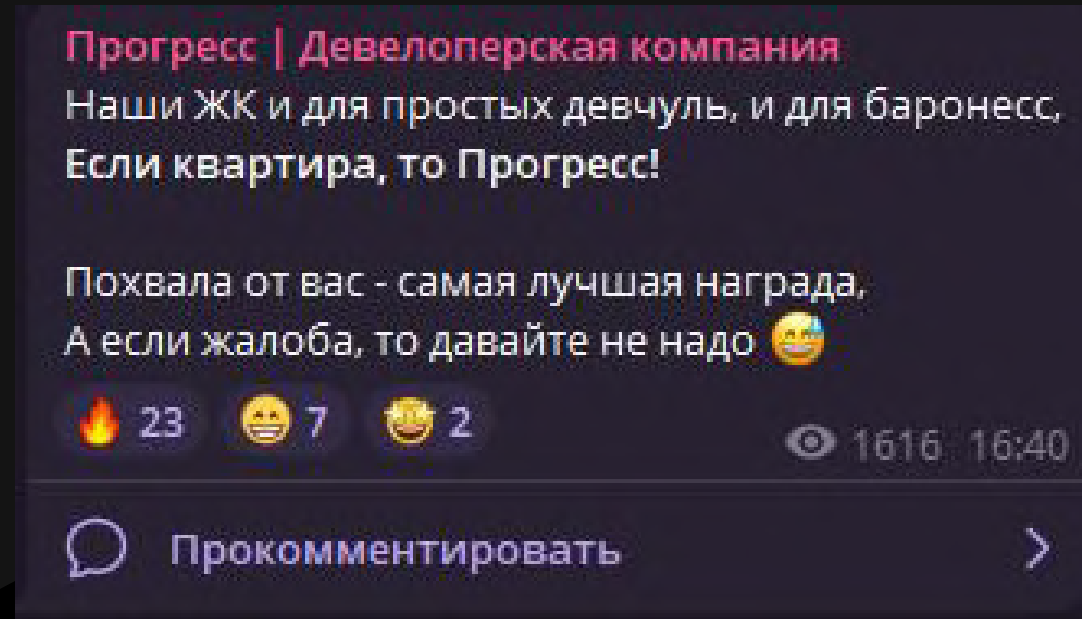 Прогресс | Девелоперская компания
Наши ЖК и для простых девчуль, и для баронесс,
Если квартира, то Прогресс!
Похвала от вас - самая лучшая награда,
А если жалоба, то давайте не надо 😅
🔥 23 😁 7 🤩 2
1616 16:40
Прокомментировать